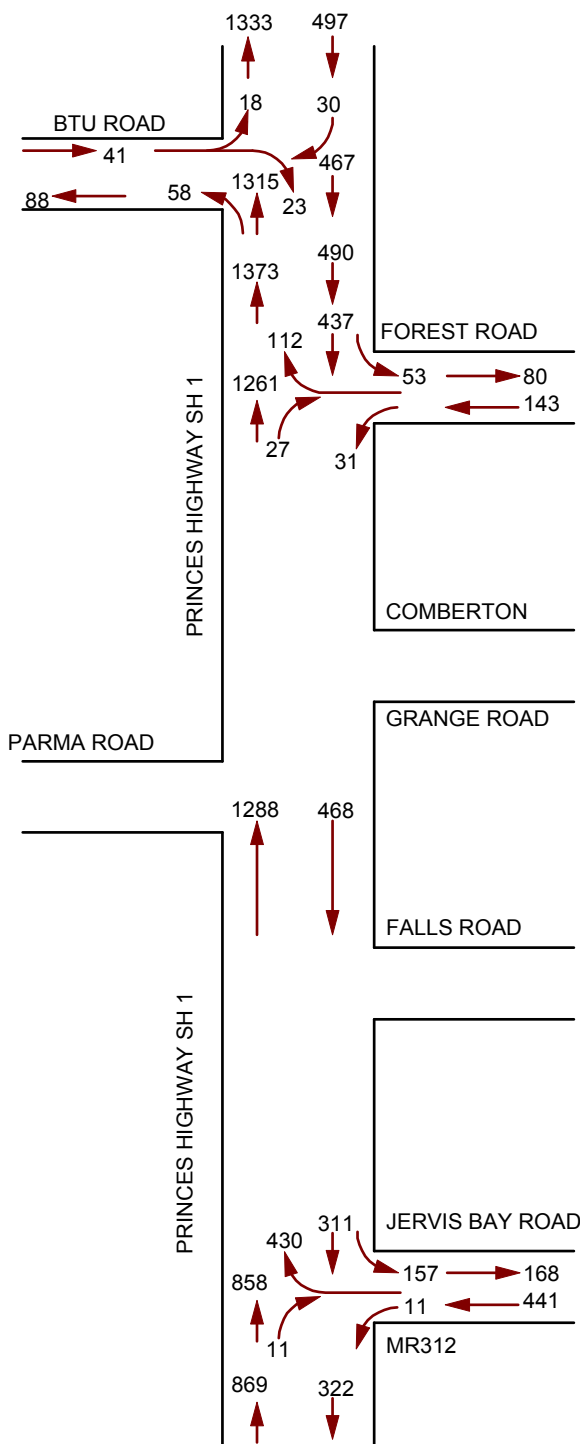 1333 497
18 30
BTU ROAD
41
467
1315
88 58 23
490
1373
437
FOREST ROAD
112
53 80
1261
143
27
31
PRINCES HIGHWAY SH 1
COMBERTON
GRANGE ROAD
PARMA ROAD
1288 468
FALLS ROAD
PRINCES HIGHWAY SH 1
311
JERVIS BAY ROAD
430
157 168
858
11 441
11
MR312
869 322